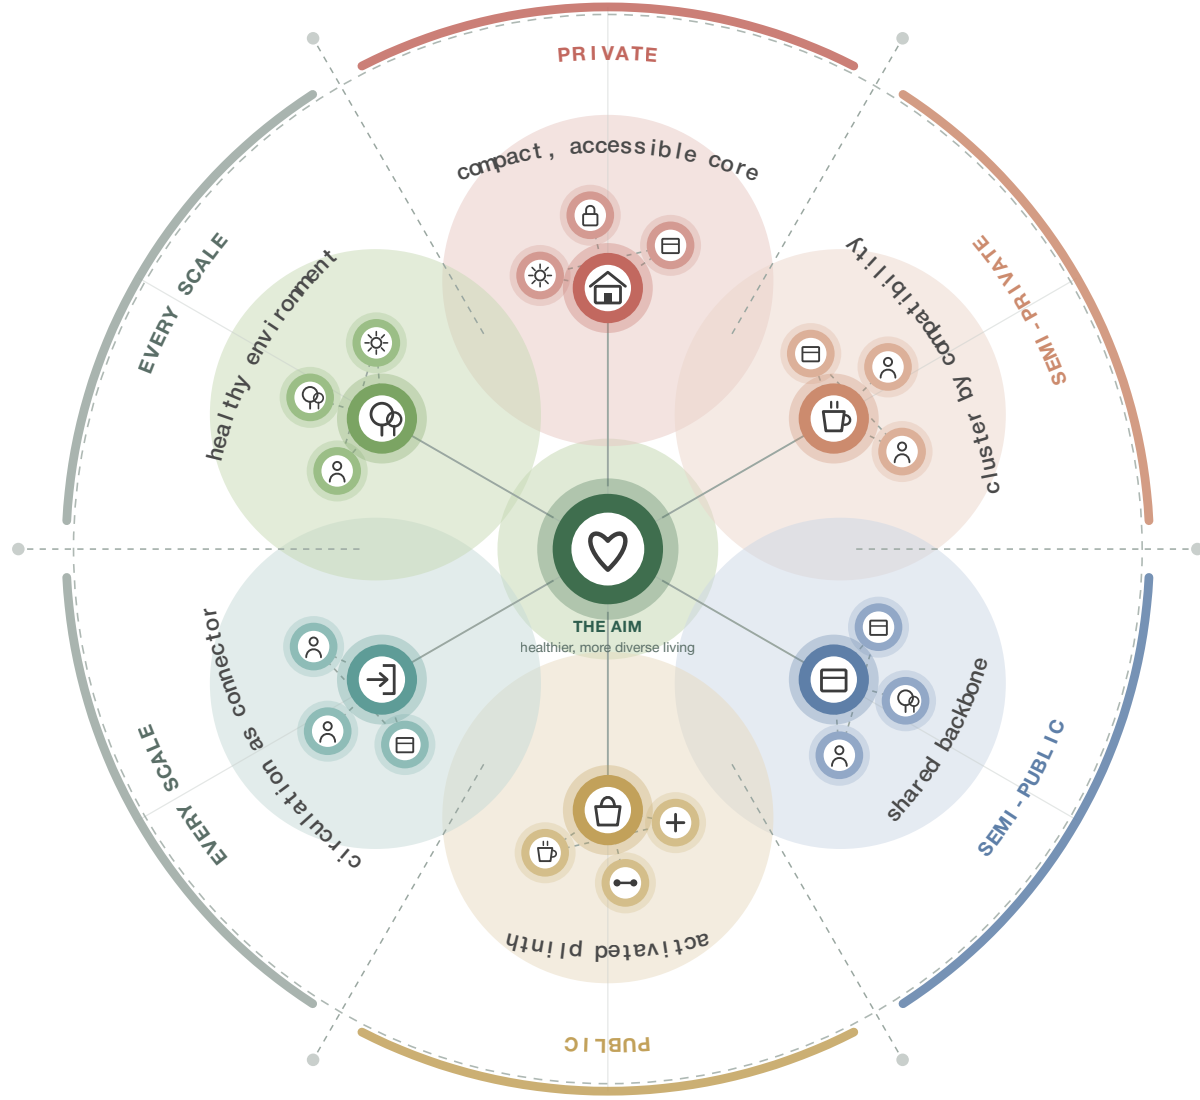 PRIVATE
compact, accessible core
SEMI-PRIVATE
cluster by compatibility
SEMI-PUBLIC
shared backbone
PUBLIC
activated plinth
EVERY SCALE
circulation as connector
EVERY SCALE
healthy environment
THE AIM
healthier, more diverse living